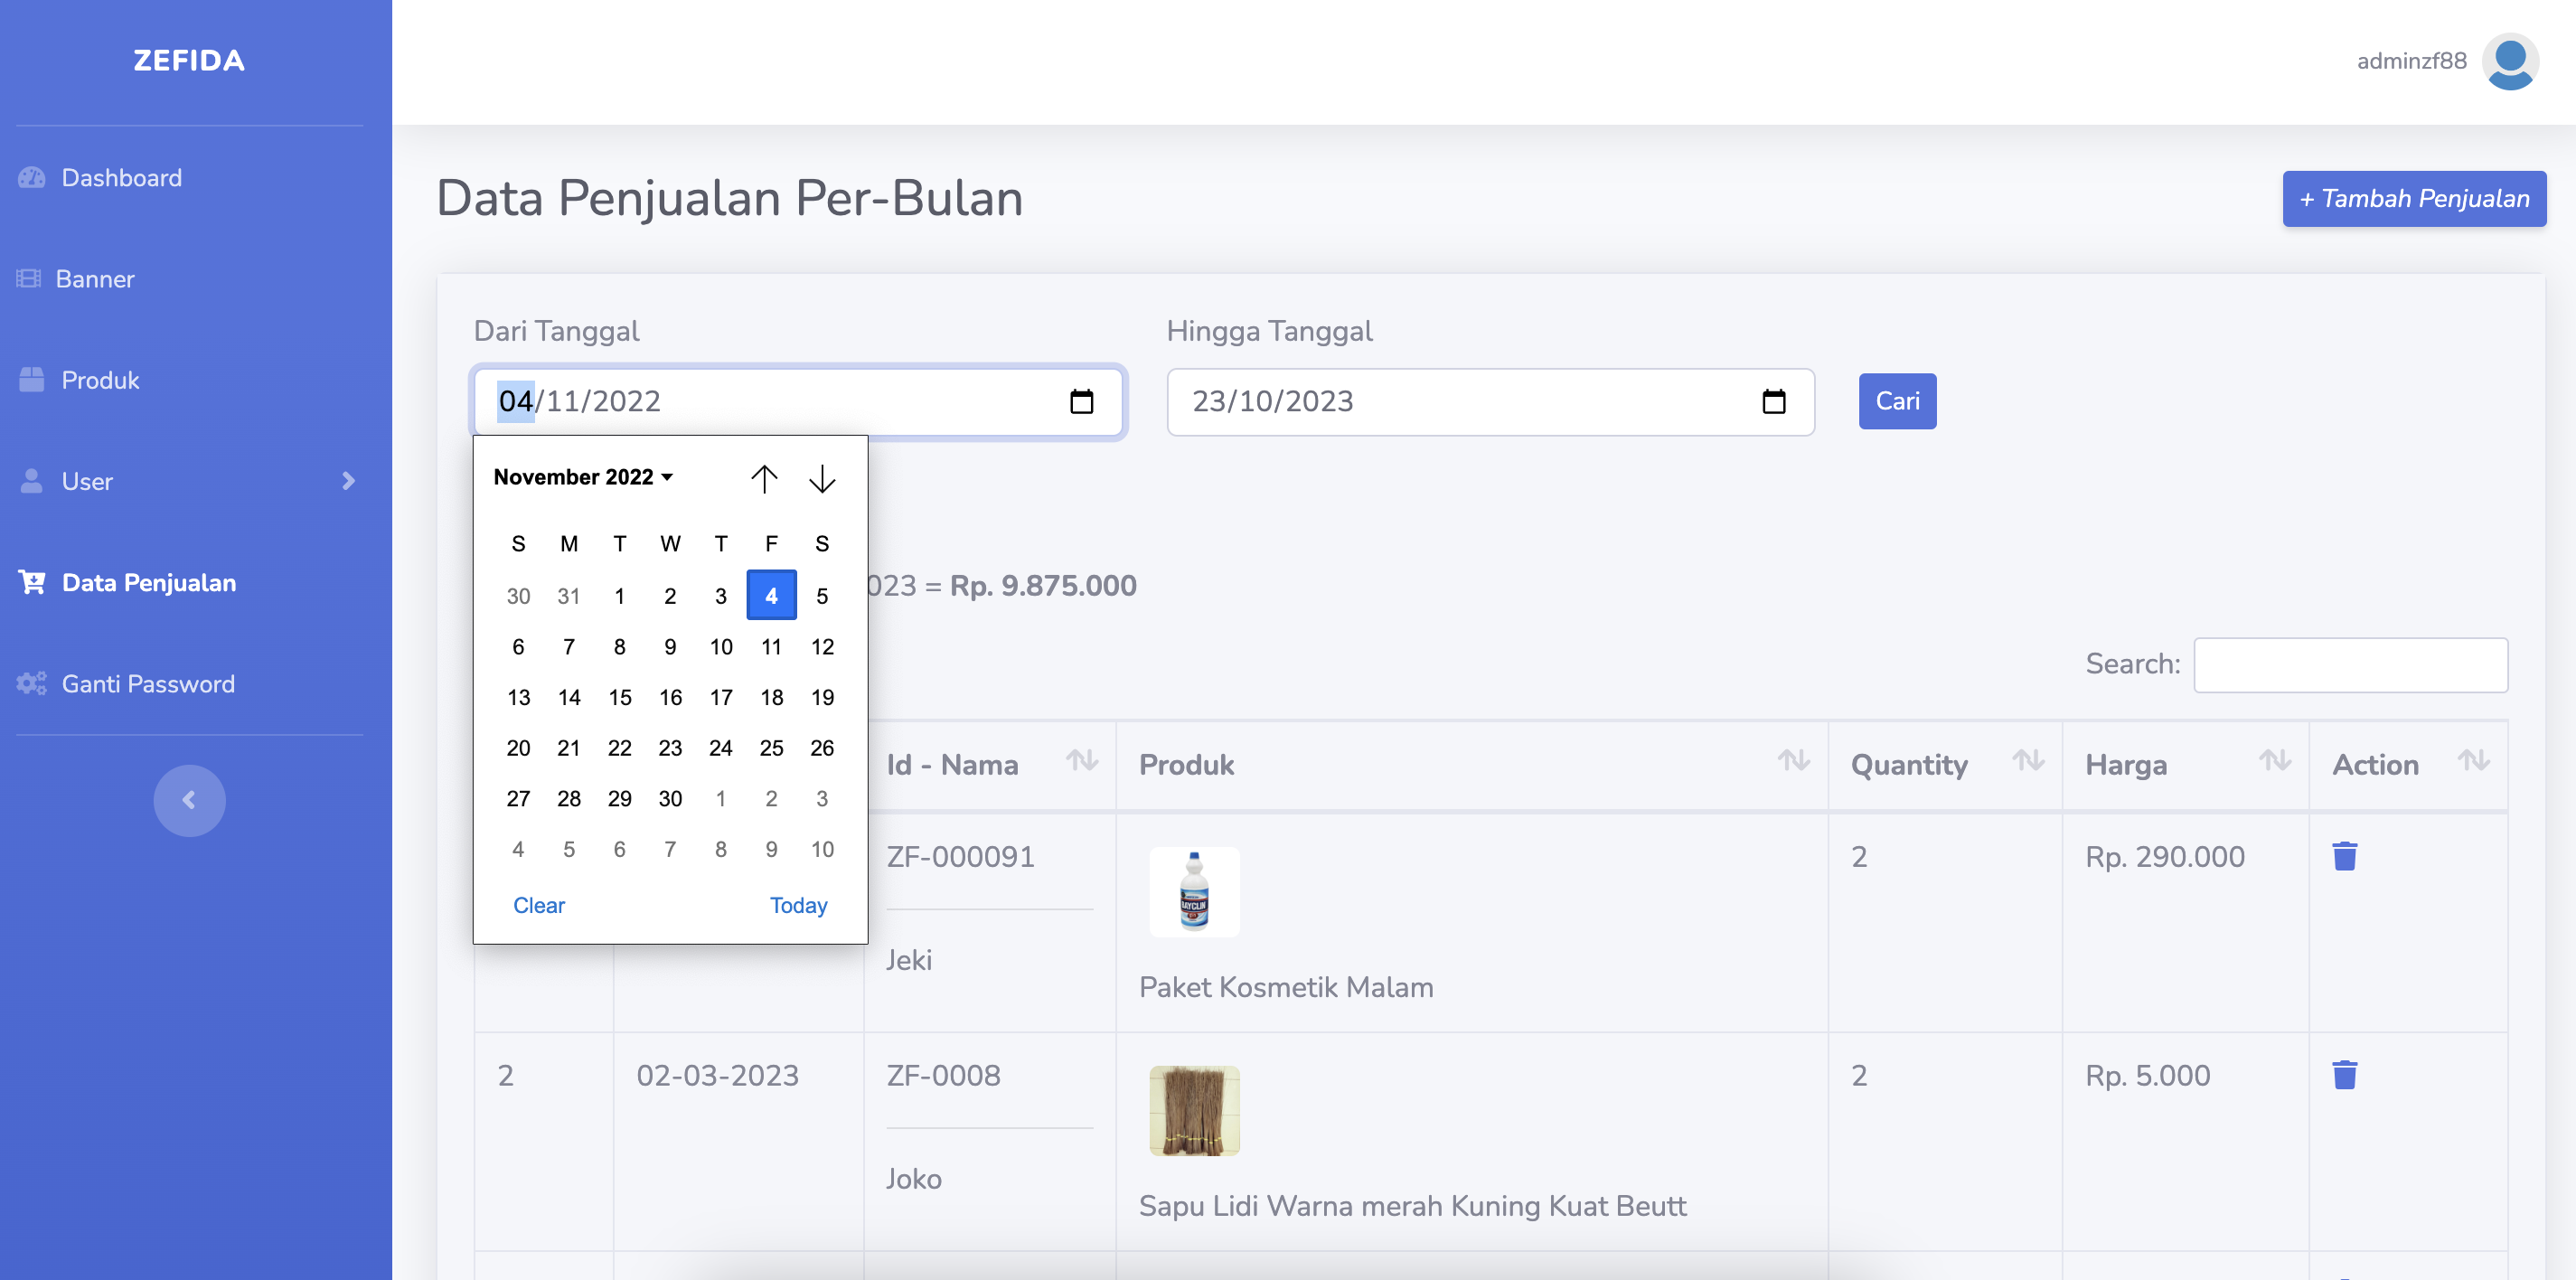 ZEFIDA
adminzf88
Dashboard
Banner
Produk
User
Data Penjualan
Ganti Password
Data Penjualan Per-Bulan
+ Tambah Penjualan
Dari Tanggal
Hingga Tanggal
04/11/2022
23/10/2023
Cari
November 2022
S M T W T F S
30 31 1 2 3 4 5
6 7 8 9 10 11 12
13 14 15 16 17 18 19
20 21 22 23 24 25 26
27 28 29 30 1 2 3
4 5 6 7 8 9 10
Clear Today
023 = Rp. 9.875.000
Search:
Id - Nama Produk Quantity Harga Action
ZF-000091 2 Rp. 290.000
Jeki
Paket Kosmetik Malam
2 02-03-2023 ZF-0008 2 Rp. 5.000
Joko
Sapu Lidi Warna merah Kuning Kuat Beutt